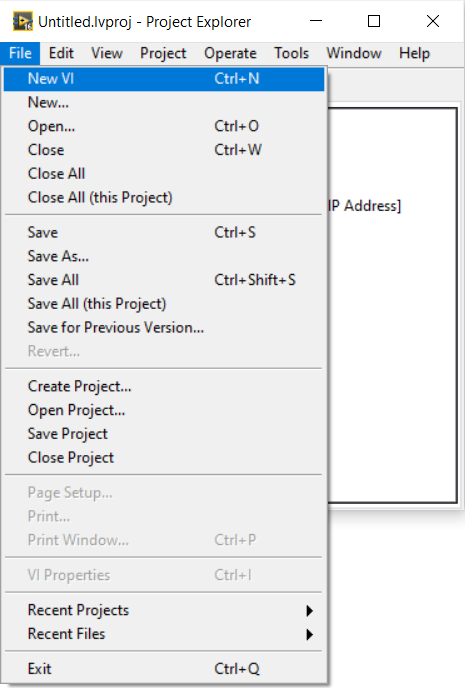 Untitled.lvproj - Project Explorer
File Edit View Project Operate Tools Window Help
New VI Ctrl+N
New...
Open... Ctrl+O
Close Ctrl+W
Close All
Close All (this Project)
IP Address]
Save Ctrl+S
Save As...
Save All Ctrl+Shift+S
Save All (this Project)
Save for Previous Version...
Revert...
Create Project...
Open Project...
Save Project
Close Project
Page Setup...
Print...
Print Window... Ctrl+P
VI Properties Ctrl+I
Recent Projects
Recent Files
Exit Ctrl+Q